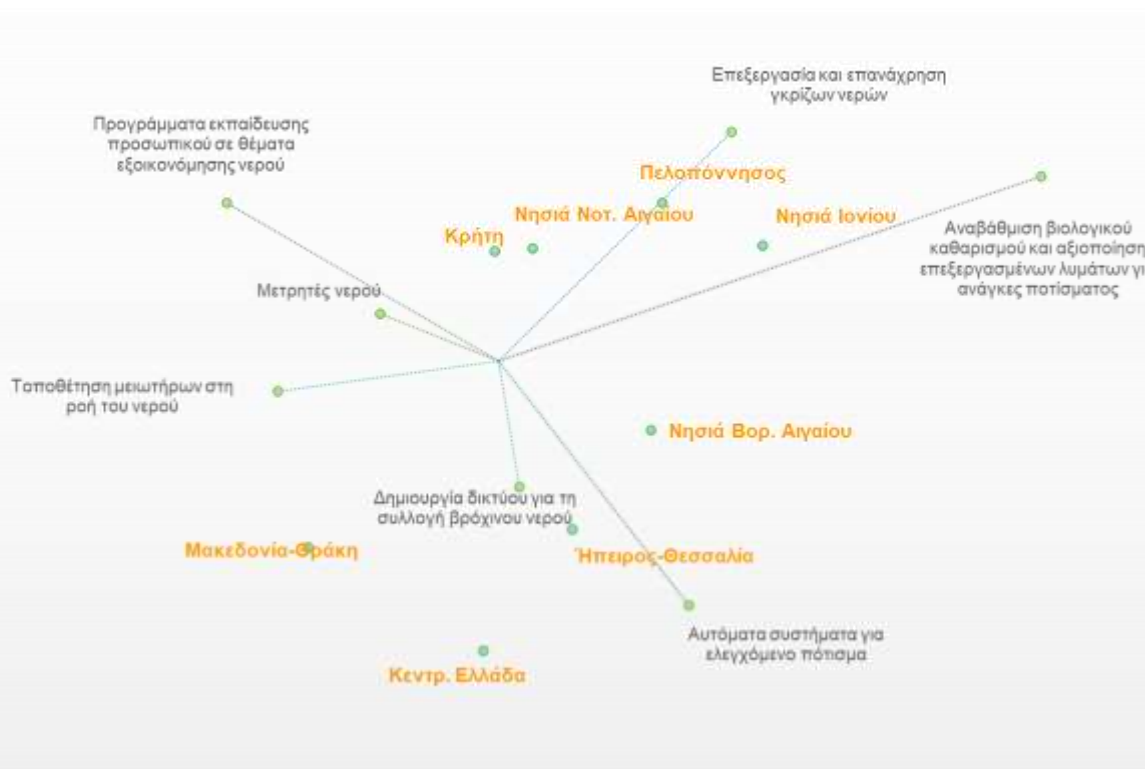 Επεξεργασία και επανάχρηση
γκρίζων νερών
Προγράμματα εκπαίδευσης
προσωπικού σε θέματα
εξοικονόμησης νερού
Πελοπόννησος
Νησιά Νοτ. Αιγαίου
Νησιά Ιονίου
Κρήτη
Αναβάθμιση βιολογικού
καθαρισμού και αξιοποίηση
επεξεργασμένων λυμάτων γι
ανάγκες ποτίσματος
Μετρητές νερού
Τοποθέτηση μειωτήρων στη
ροή του νερού
Νησιά Βορ. Αιγαίου
Δημιουργία δικτύου για τη
συλλογή βρόχινου νερού
Μακεδονία-Θράκη
Ήπειρος-Θεσσαλία
Αυτόματα συστήματα για
ελεγχόμενο πότισμα
Κεντρ. Ελλάδα